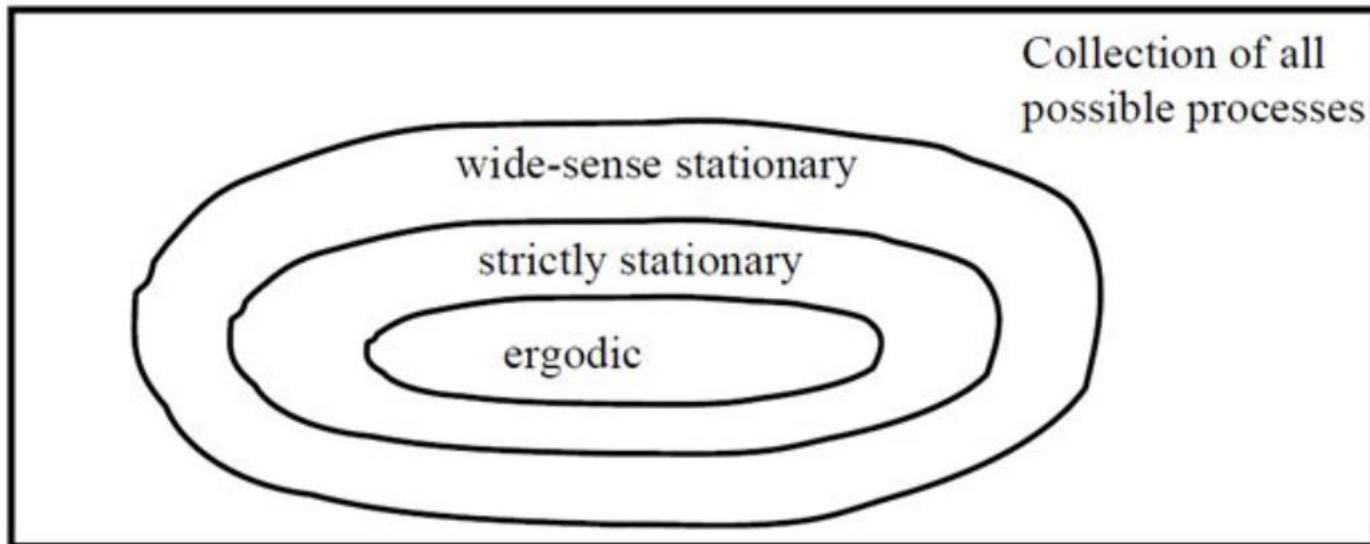 Collection of all
possible processes
wide-sense stationary
strictly stationary
ergodic